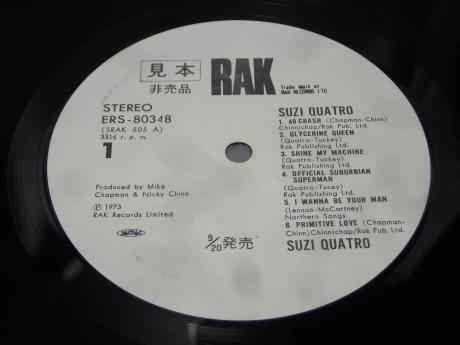 見本
非売品
RAK
Trade Mark of
RAK RECORDS LTD
STEREO
ERS-80348
(SRAK 505 A)
33⅓ r. p. m.
1
Produced by Mike
Chapman & Nicky Chinn
Ⓟ 1973
RAK Records Limited
9/20発売
SUZI QUATRO
1. 48 CRASH (Chapman-Chinn)
Chinnichap/Rak Pub. Ltd.
2. GLYCERINE QUEEN
(Quatro-Tuckey)
Rak Publishing Ltd.
3. SHINE MY MACHINE
(Quatro-Tuckey)
Rak Publishing Ltd.
4. OFFICIAL SUBURBIAN
SUPERMAN
(Quatro-Tucey)
Rak Publishing Ltd.
5. I WANNA BE YOUR MAN
(Lennon-McCartney)
Northern Songs
6. PRIMITIVE LOVE (Chapman-
Chinn)Chinnichap/Rak Pub. Ltd.
SUZI QUATRO